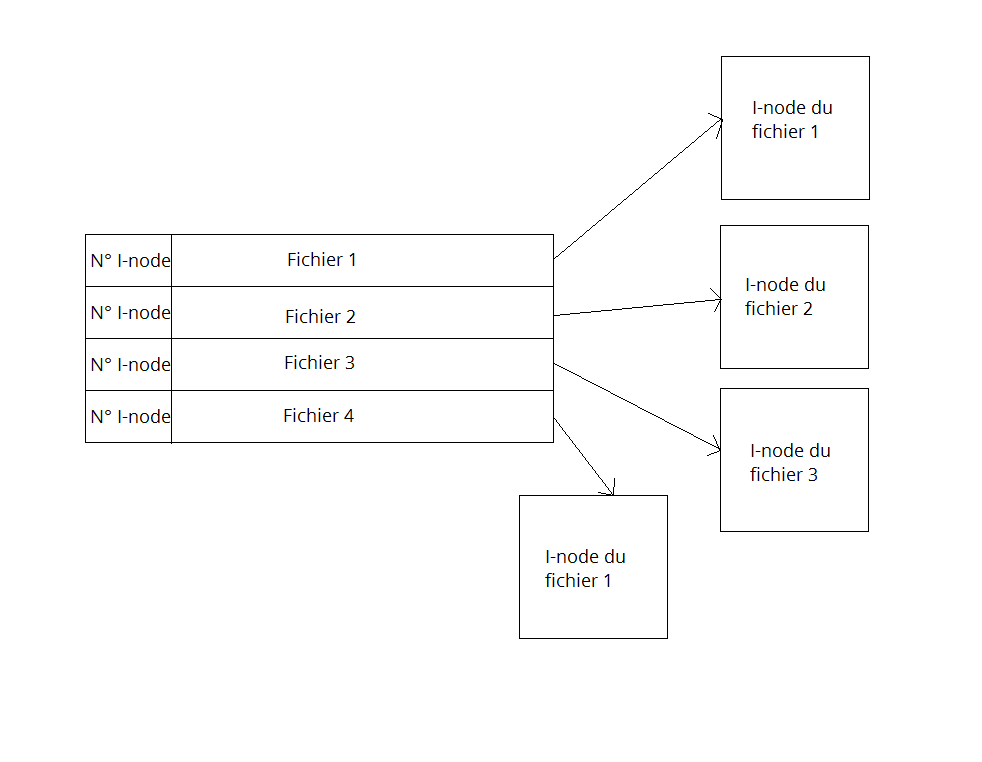 I-node du
fichier 1
N° I-node
Fichier 1
N° I-node
Fichier 2
N° I-node
Fichier 3
N° I-node
Fichier 4
I-node du
fichier 2
I-node du
fichier 3
I-node du
fichier 1